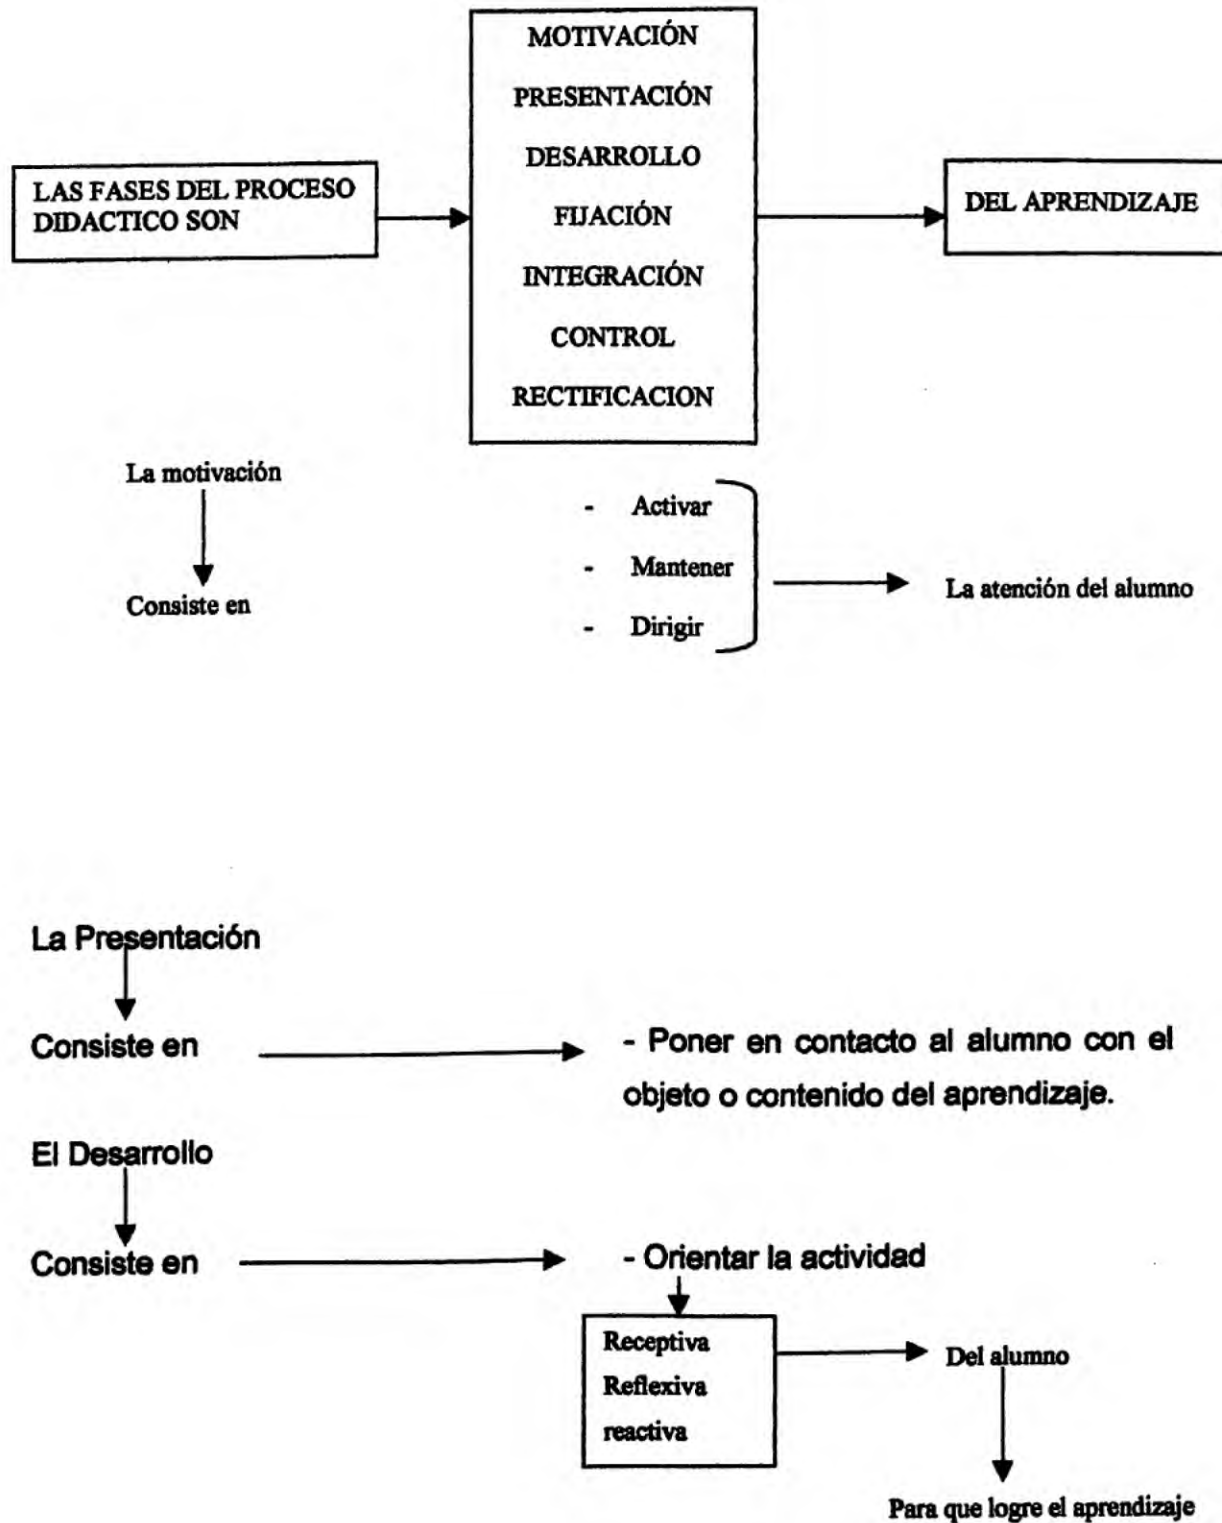 MOTIVACIÓN
PRESENTACIÓN
DESARROLLO
FIJACIÓN
INTEGRACIÓN
CONTROL
RECTIFICACION
LAS FASES DEL PROCESO
DIDACTICO SON
DEL APRENDIZAJE
La motivación
Consiste en
- Activar
- Mantener
- Dirigir
La atención del alumno
La Presentación
Consiste en
- Poner en contacto al alumno con el
objeto o contenido del aprendizaje.
El Desarrollo
Consiste en
- Orientar la actividad
Receptiva
Reflexiva
reactiva
Del alumno
Para que logre el aprendizaje